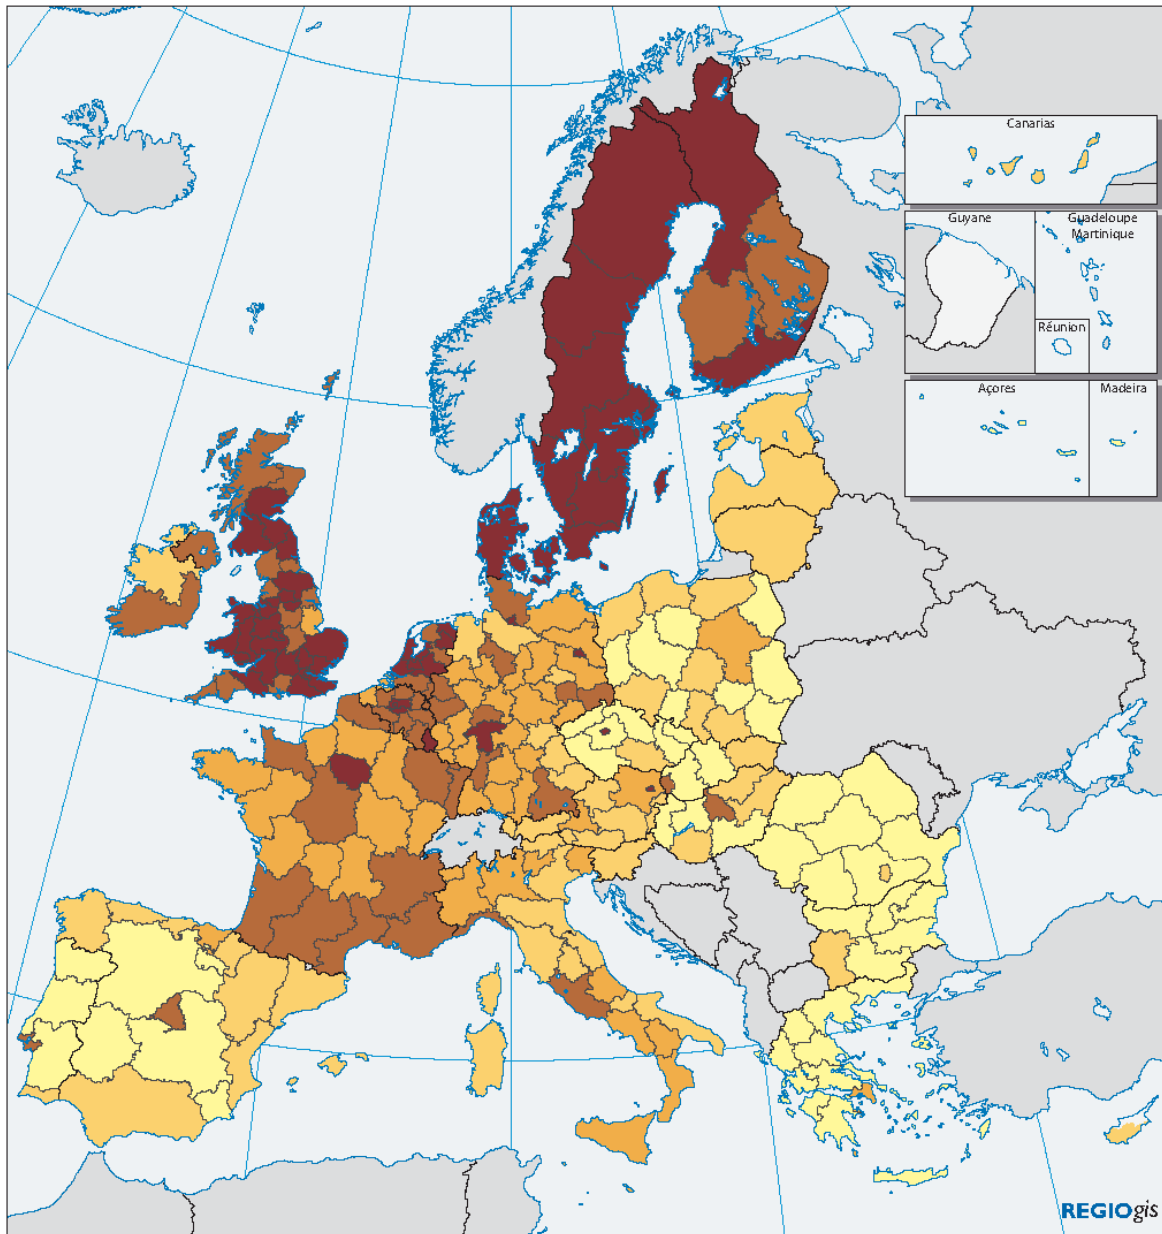 Canarias
Guyane
Guadeloupe
Martinique
Réunion
Açores
Madeira
REGIOgis